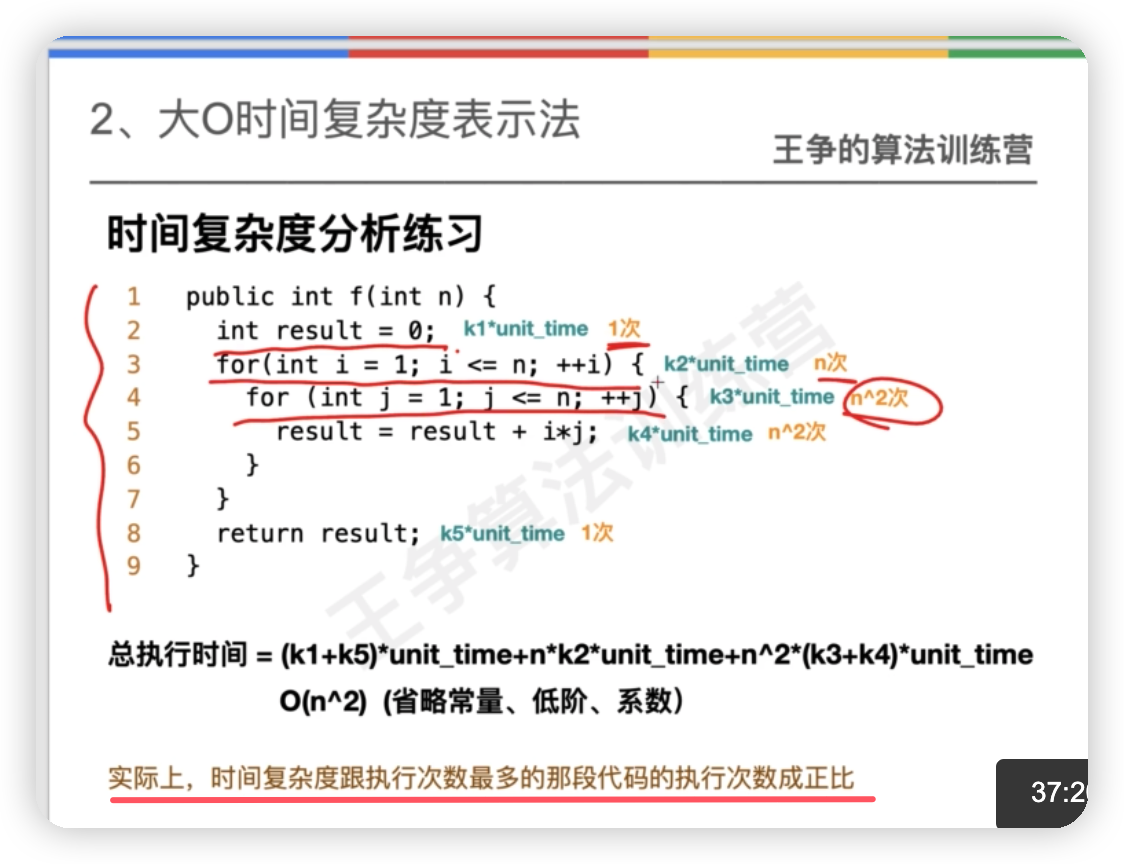 2、大O时间复杂度表示法
王争的算法训练营
时间复杂度分析练习
1 public int f(int n) {
2 int result = 0; k1*unit_time 1次
3 for(int i = 1; i <= n; ++i) { k2*unit_time n次
4 for (int j = 1; j <= n; ++j) { k3*unit_time n^2次
5 result = result + i*j; k4*unit_time n^2次
6 }
7 }
8 return result; k5*unit_time 1次
9 }
王争算法训练营
总执行时间 = (k1+k5)*unit_time+n*k2*unit_time+n^2*(k3+k4)*unit_time
O(n^2) (省略常量、低阶、系数）
实际上，时间复杂度跟执行次数最多的那段代码的执行次数成正比